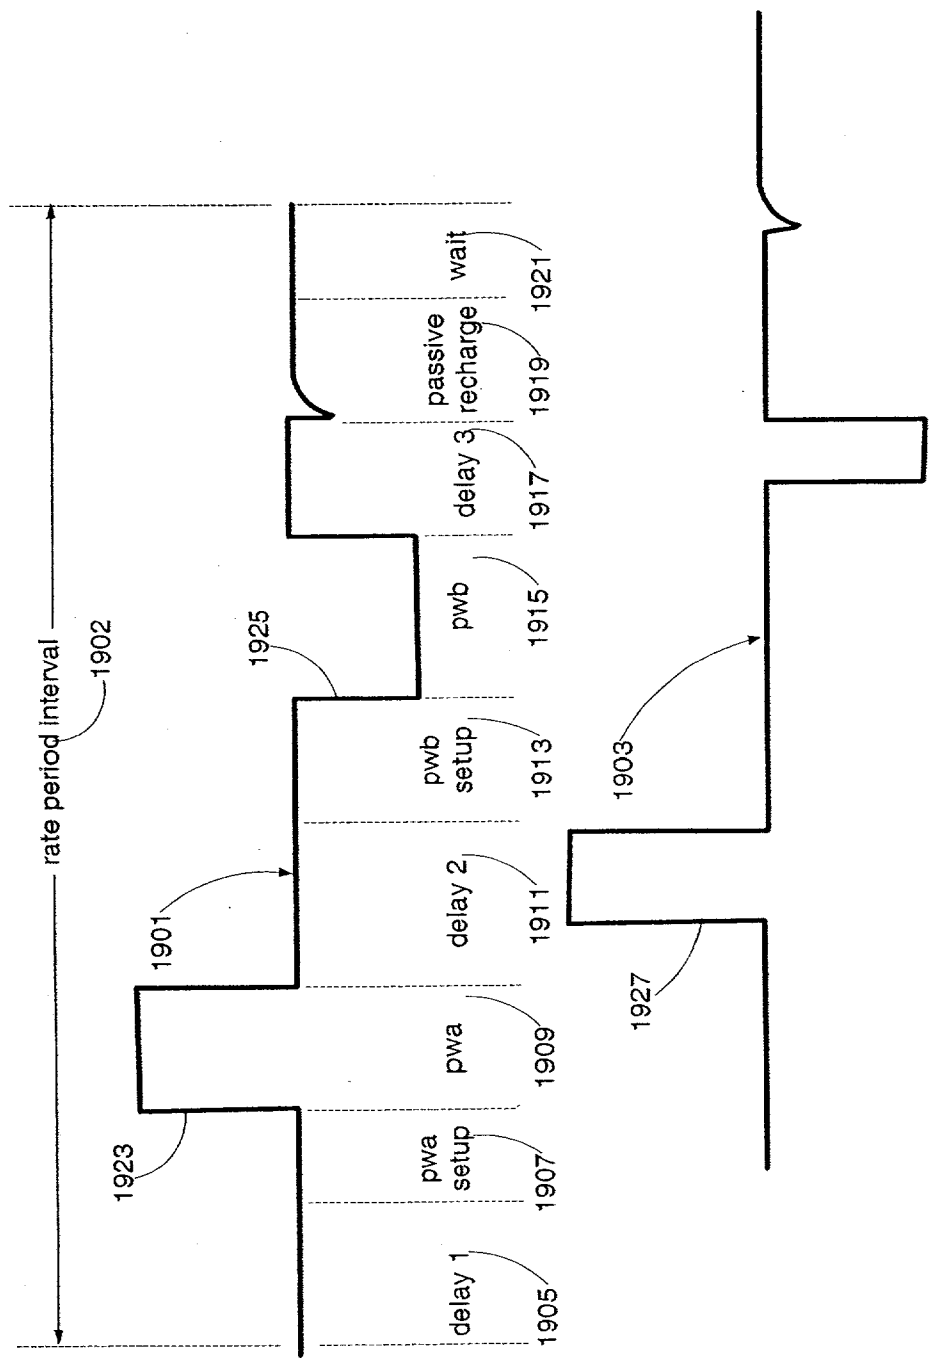 rate period interval
1902
1923
1901
1925
delay 1
pwa
setup
pwa
delay 2
pwb
setup
pwb
delay 3
passive
recharge
wait
1905
1907
1909
1911
1913
1915
1917
1919
1921
1927
1903